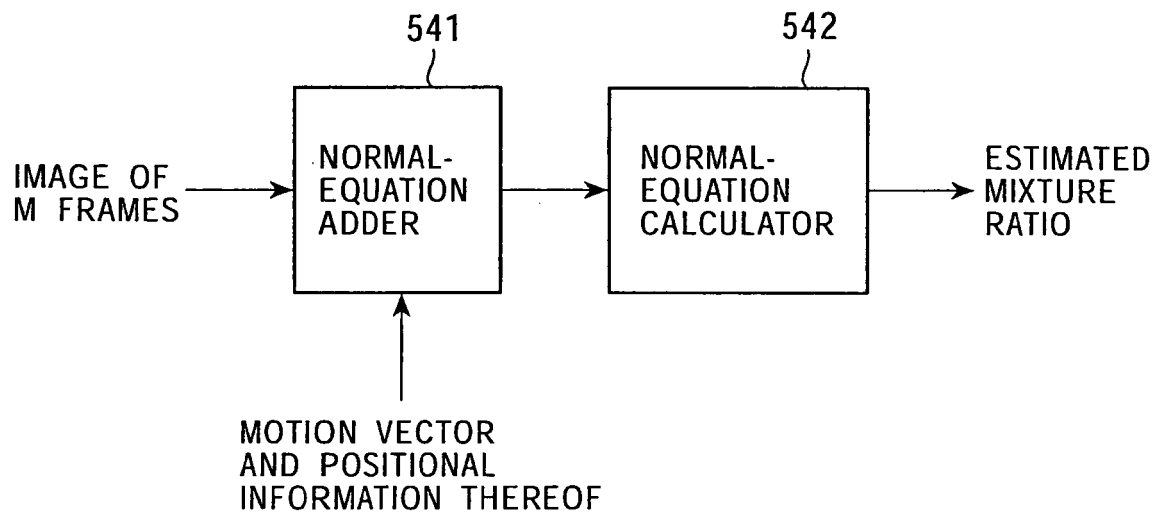 541
542
IMAGE OF
M FRAMES
NORMAL-
EQUATION
ADDER
NORMAL-
EQUATION
CALCULATOR
ESTIMATED
MIXTURE
RATIO
MOTION VECTOR
AND POSITIONAL
INFORMATION THEREOF